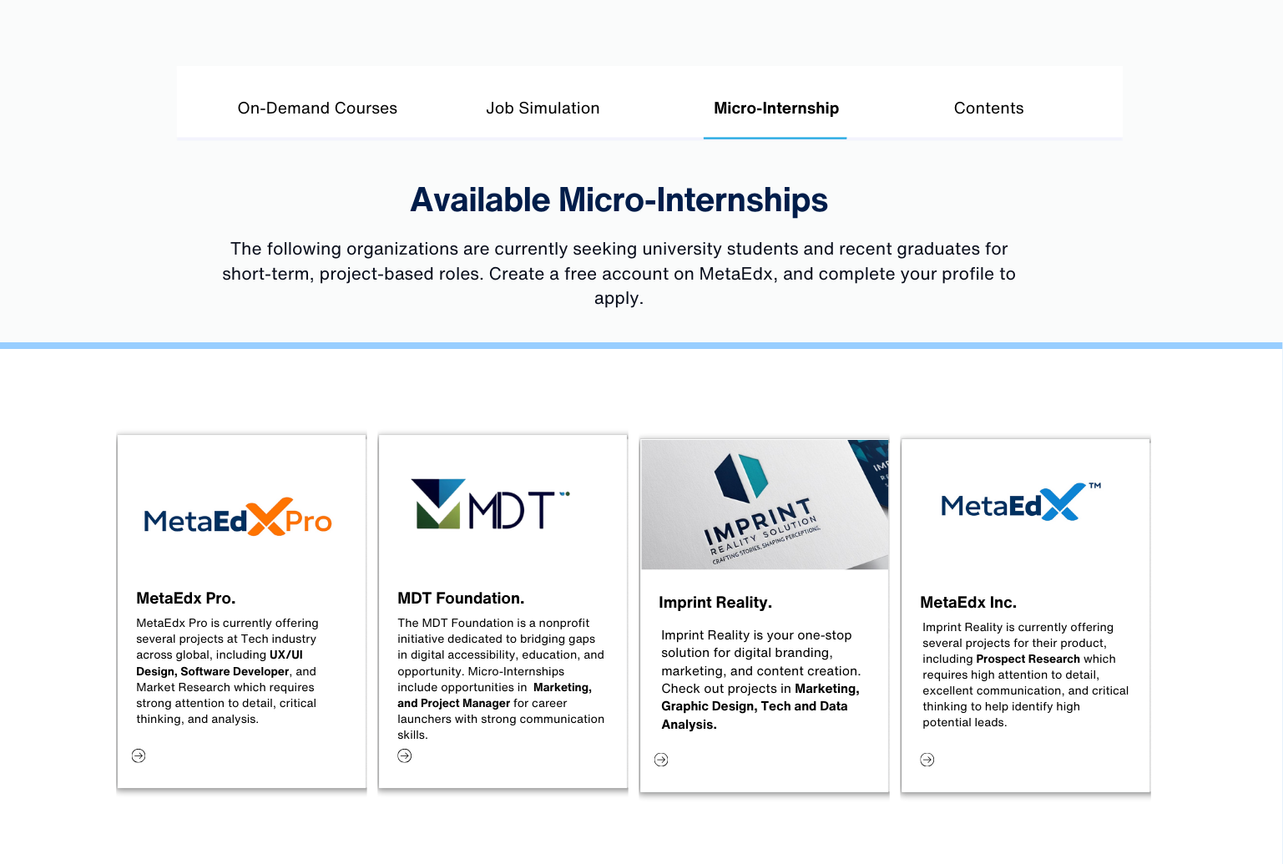 On-Demand Courses
Job Simulation
Micro-Internship
Contents
Available Micro-Internships
The following organizations are currently seeking university students and recent graduates for
short-term, project-based roles. Create a free account on MetaEdx, and complete your profile to
apply.
MetaEdX Pro
MetaEdx Pro.
MetaEdx Pro is currently offering
several projects at Tech industry
across global, including UX/UI
Design, Software Developer, and
Market Research which requires
strong attention to detail, critical
thinking, and analysis.
MDT
MDT Foundation.
The MDT Foundation is a nonprofit
initiative dedicated to bridging gaps
in digital accessibility, education, and
opportunity. Micro-Internships
include opportunities in Marketing,
and Project Manager for career
launchers with strong communication
skills.
IMPRINT
REALITY SOLUTION
CRAFTING STORIES, SHAPING PERCEPTIONS.
Imprint Reality.
Imprint Reality is your one-stop
solution for digital branding,
marketing, and content creation.
Check out projects in Marketing,
Graphic Design, Tech and Data
Analysis.
MetaEdX™
MetaEdx Inc.
Imprint Reality is currently offering
several projects for their product,
including Prospect Research which
requires high attention to detail,
excellent communication, and critical
thinking to help identify high
potential leads.